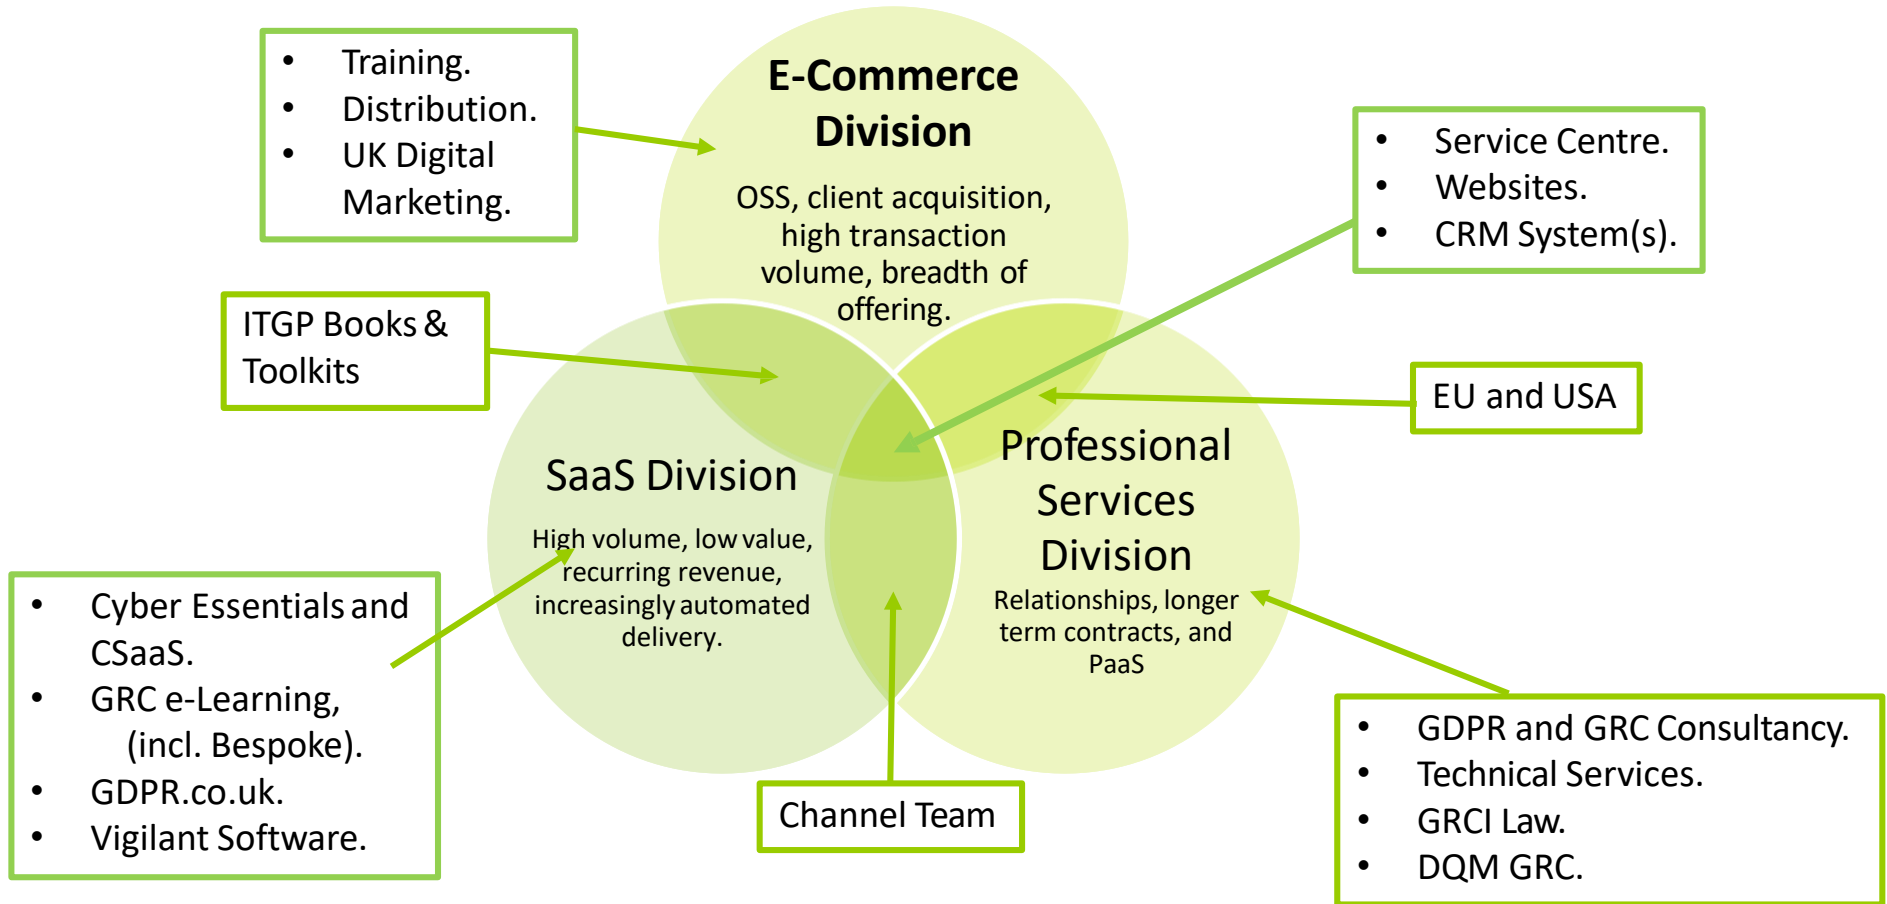 • Training.
• Distribution.
• UK Digital
Marketing.
E-Commerce
Division
OSS, client acquisition,
high transaction
volume, breadth of
offering.
• Service Centre.
• Websites.
• CRM System(s).
ITGP Books &
Toolkits
EU and USA
SaaS Division
High volume, low value,
recurring revenue,
increasingly automated
delivery.
Professional
Services
Division
Relationships, longer
term contracts, and
PaaS
• Cyber Essentials and
CSaaS.
• GRC e-Learning,
(incl. Bespoke).
• GDPR.co.uk.
• Vigilant Software.
Channel Team
• GDPR and GRC Consultancy.
• Technical Services.
• GRCI Law.
• DQM GRC.